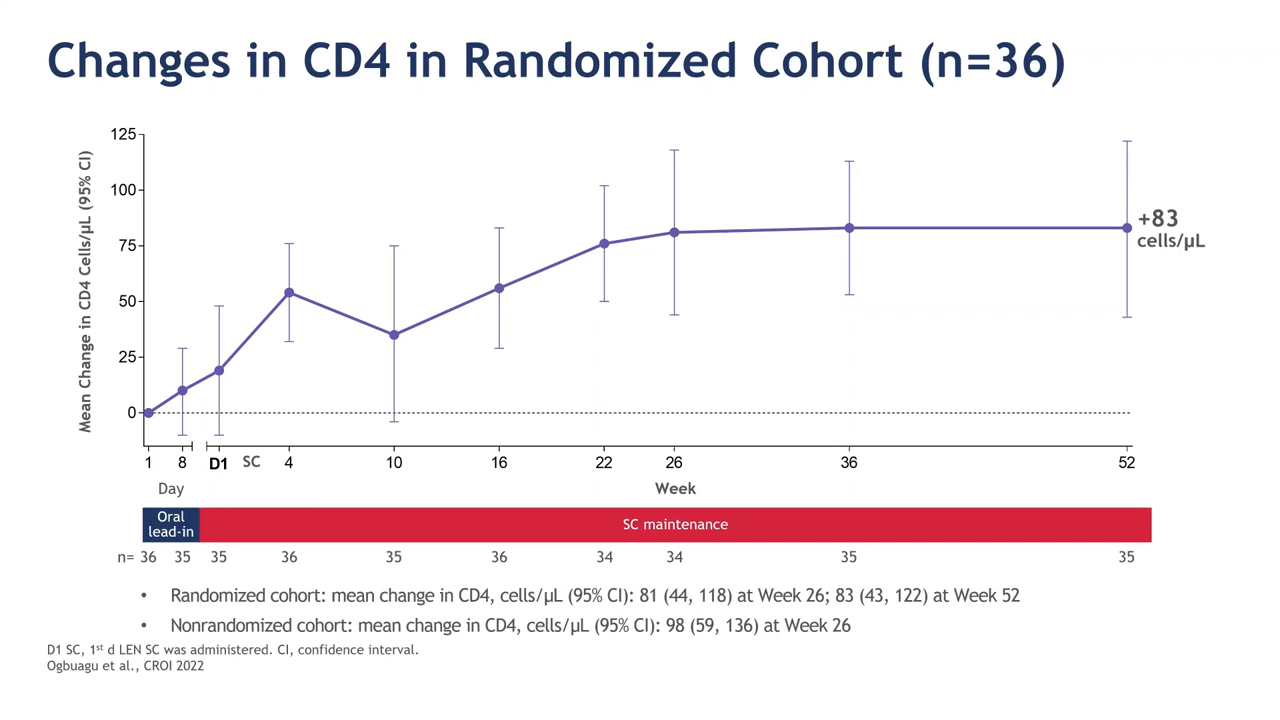 Changes in CD4 in Randomized Cohort (n=36)
Mean Change in CD4 Cells/µL (95% CI)
125
100
75
50
25
0
+83
cells/µL
1 8 D1 SC 4 10 16 22 26 36 52
Day Week
Oral
lead-in
SC maintenance
n= 36 35 35 36 35 36 34 34 35 35
• Randomized cohort: mean change in CD4, cells/µL (95% CI): 81 (44, 118) at Week 26; 83 (43, 122) at Week 52
• Nonrandomized cohort: mean change in CD4, cells/µL (95% CI): 98 (59, 136) at Week 26
D1 SC, 1st d LEN SC was administered. CI, confidence interval.
Ogbuagu et al., CROI 2022